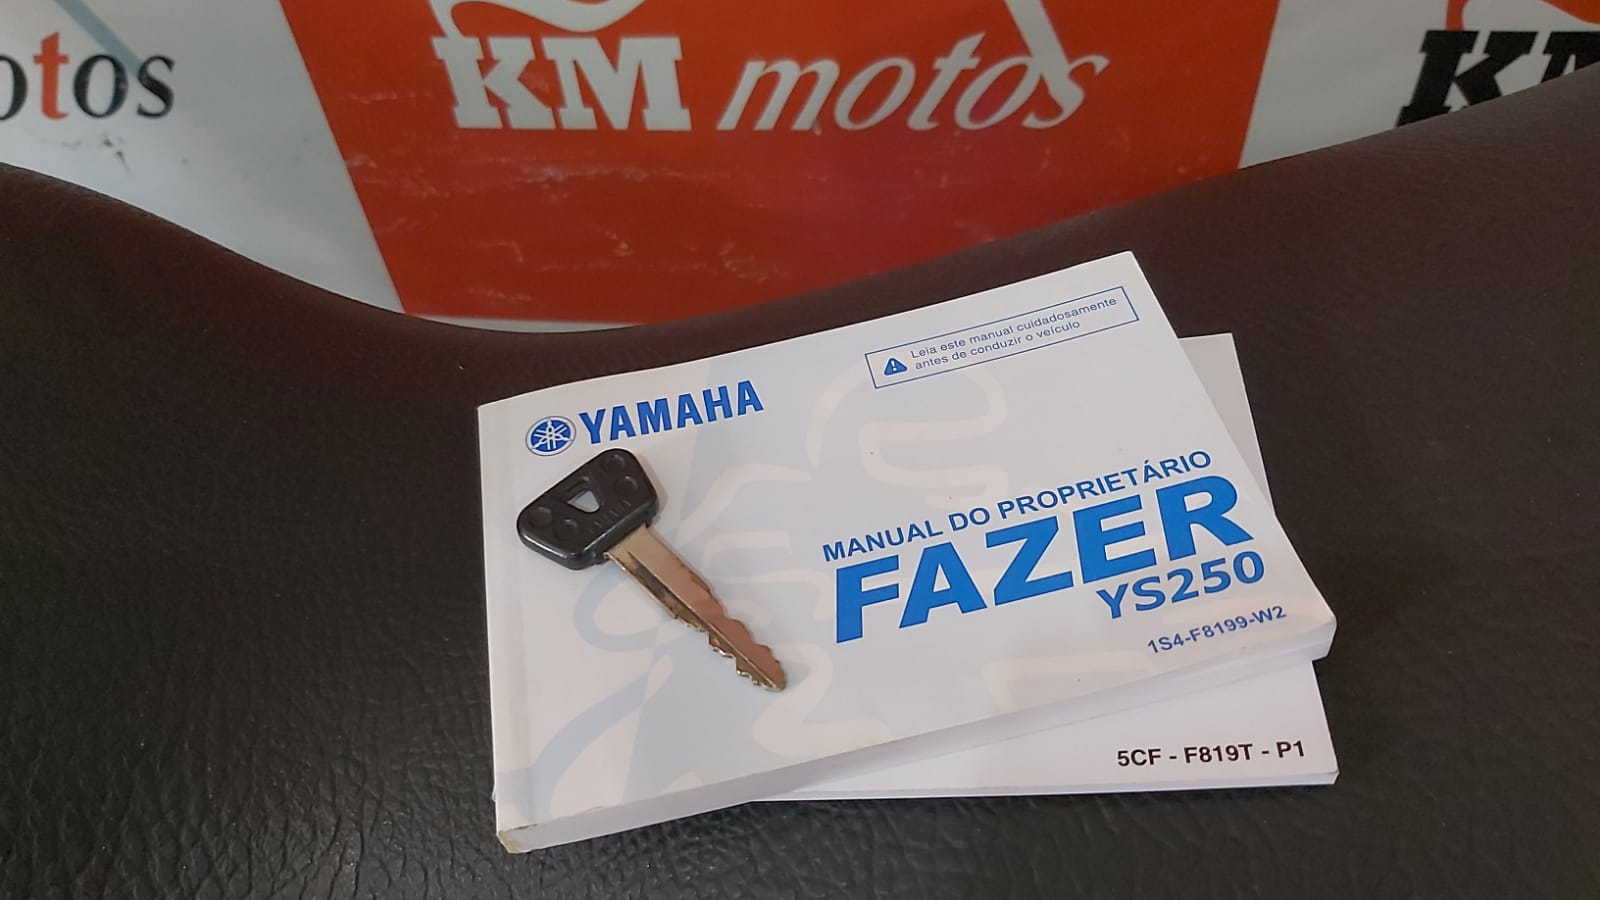 otos
KM motos
KM
YAMAHA
Leia este manual cuidadosamente
antes de conduzir o veículo
MANUAL DO PROPRIETÁRIO
FAZER
YS250
1S4-F8199-W2
5CF - F819T - P1